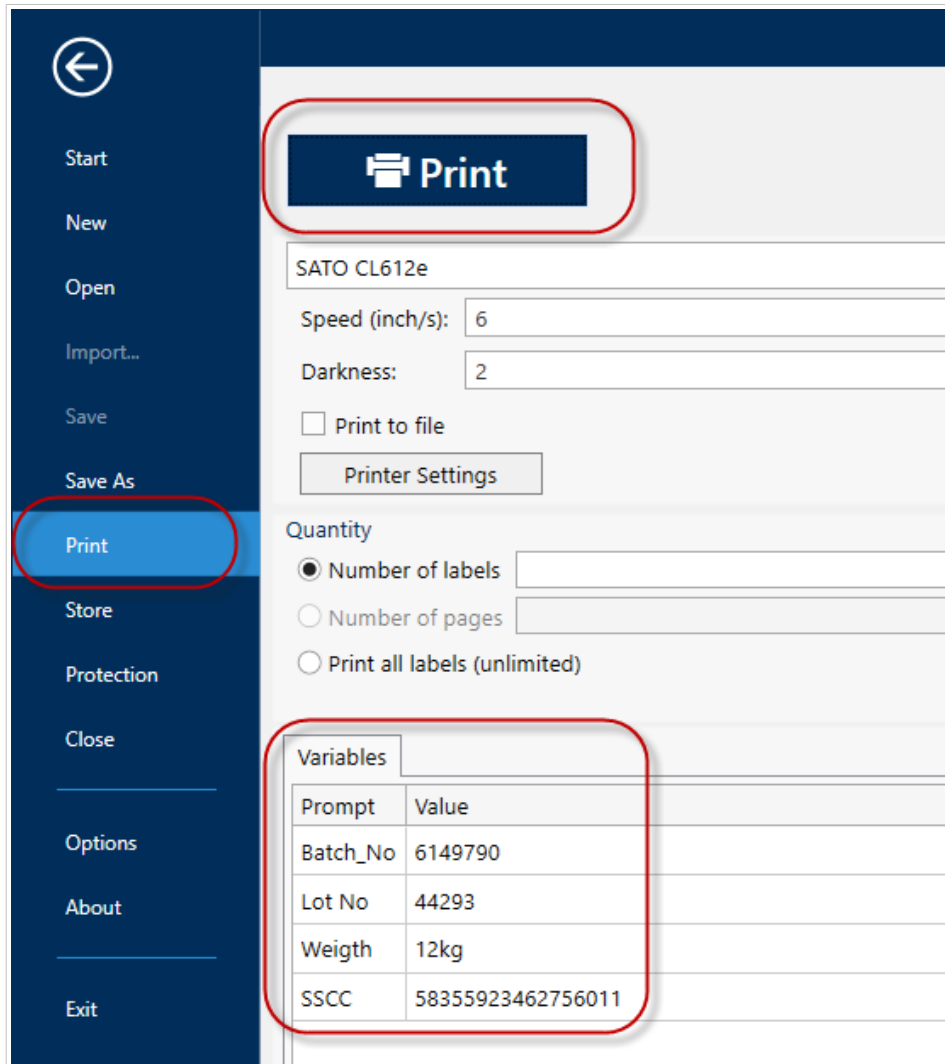 Start
New
Open
Import...
Save
Save As
Print
Store
Protection
Close
Options
About
Exit
Print
SATO CL612e
Speed (inch/s): 6
Darkness: 2
Print to file
Printer Settings
Quantity
Number of labels
Number of pages
Print all labels (unlimited)
Variables
Prompt Value
Batch_No 6149790
Lot No 44293
Weigth 12kg
SSCC 58355923462756011